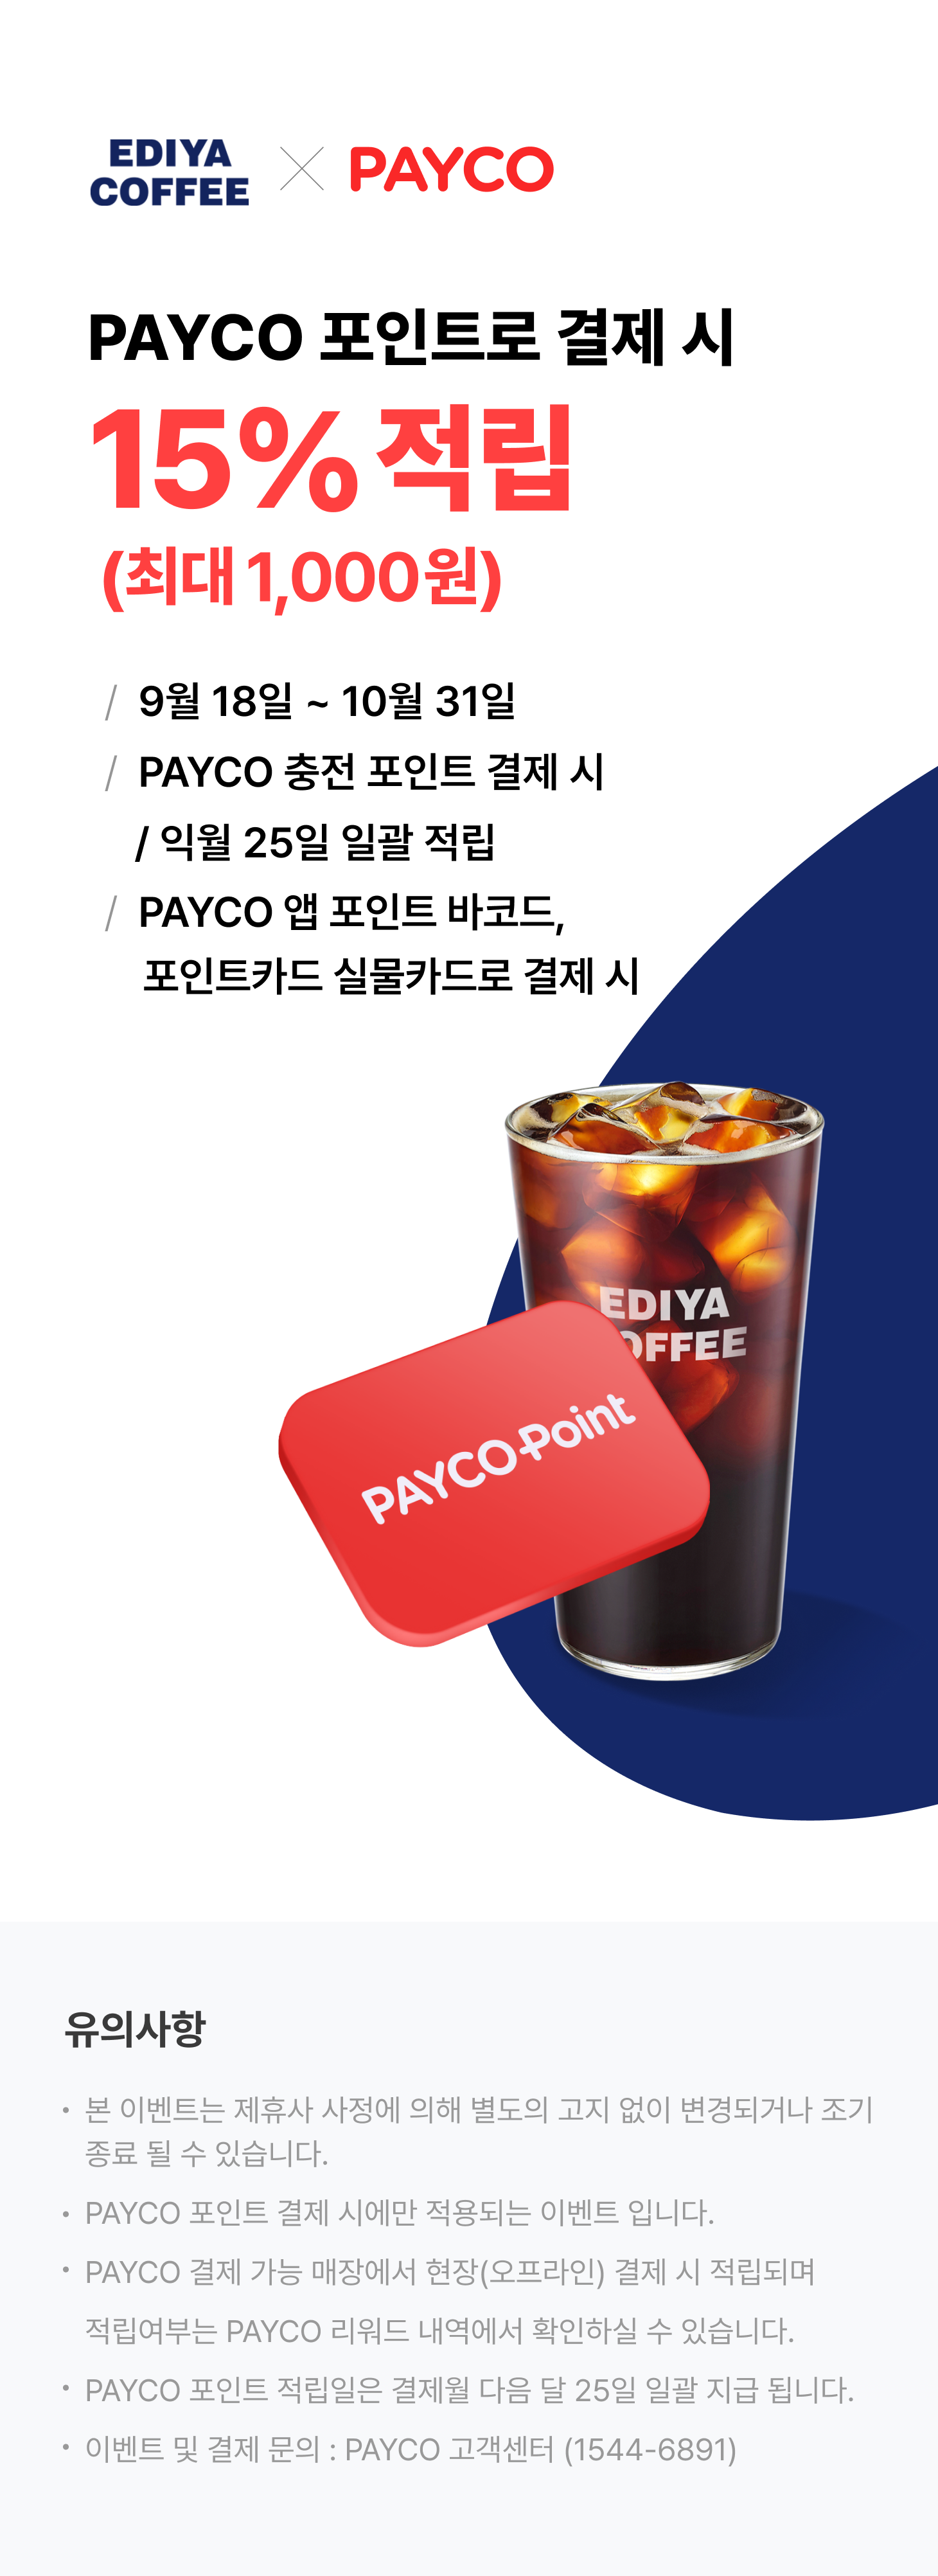 EDIYA
COFFEE
PAYCO
PAYCO 포인트로 결제 시
15% 적립
(최대 1,000원)
/ 9월 18일 ~ 10월 31일
/ PAYCO 충전 포인트 결제 시
/ 익월 25일 일괄 적립
/ PAYCO 앱 포인트 바코드,
포인트카드 실물카드로 결제 시
EDIYA
OFFEE
PAYCO Point
유의사항
• 본 이벤트는 제휴사 사정에 의해 별도의 고지 없이 변경되거나 조기
종료 될 수 있습니다.
• PAYCO 포인트 결제 시에만 적용되는 이벤트 입니다.
• PAYCO 결제 가능 매장에서 현장(오프라인) 결제 시 적립되며
적립여부는 PAYCO 리워드 내역에서 확인하실 수 있습니다.
• PAYCO 포인트 적립일은 결제월 다음 달 25일 일괄 지급 됩니다.
• 이벤트 및 결제 문의 : PAYCO 고객센터 (1544-6891)